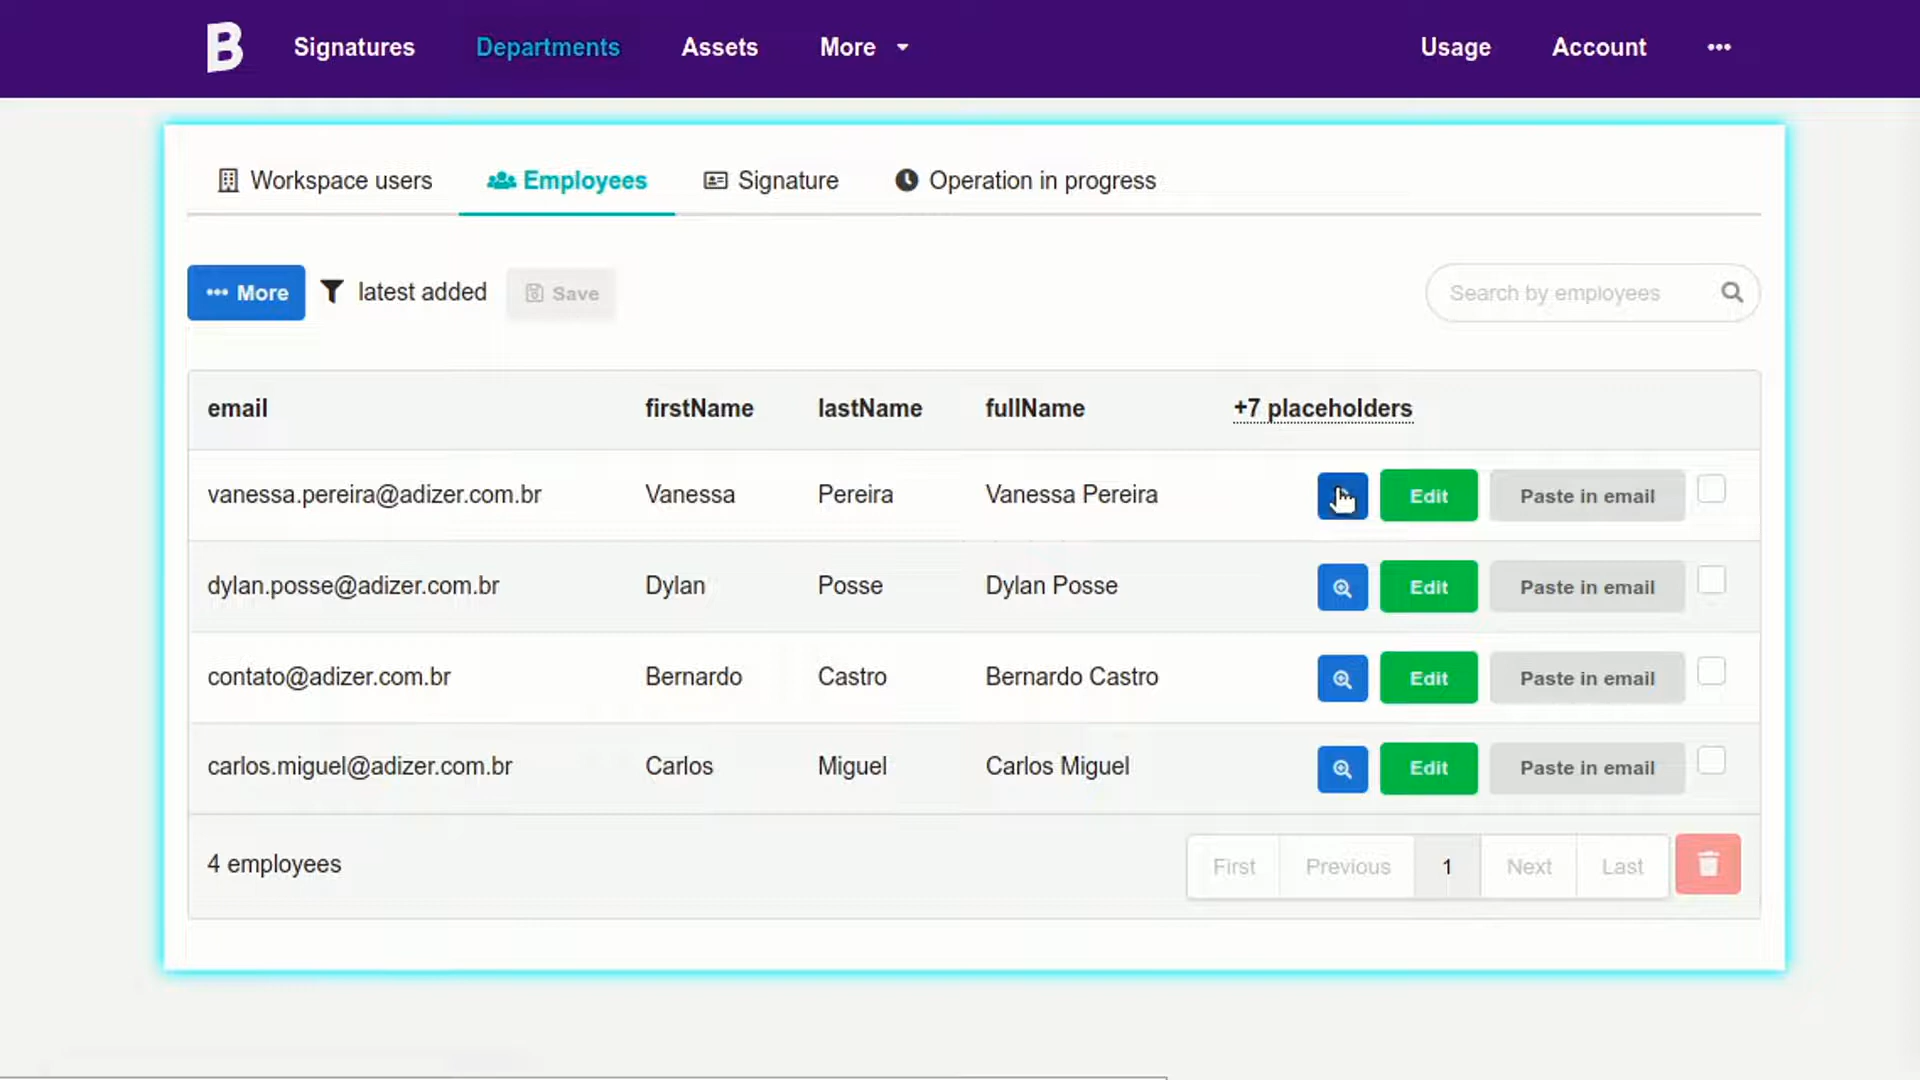 B Signatures Departments Assets More Usage Account
Workspace users Employees Signature Operation in progress
More latest added Save Search by employees
email firstName lastName fullName +7 placeholders
vanessa.pereira@adizer.com.br Vanessa Pereira Vanessa Pereira Edit Paste in email
dylan.posse@adizer.com.br Dylan Posse Dylan Posse Edit Paste in email
contato@adizer.com.br Bernardo Castro Bernardo Castro Edit Paste in email
carlos.miguel@adizer.com.br Carlos Miguel Carlos Miguel Edit Paste in email
4 employees First Previous 1 Next Last